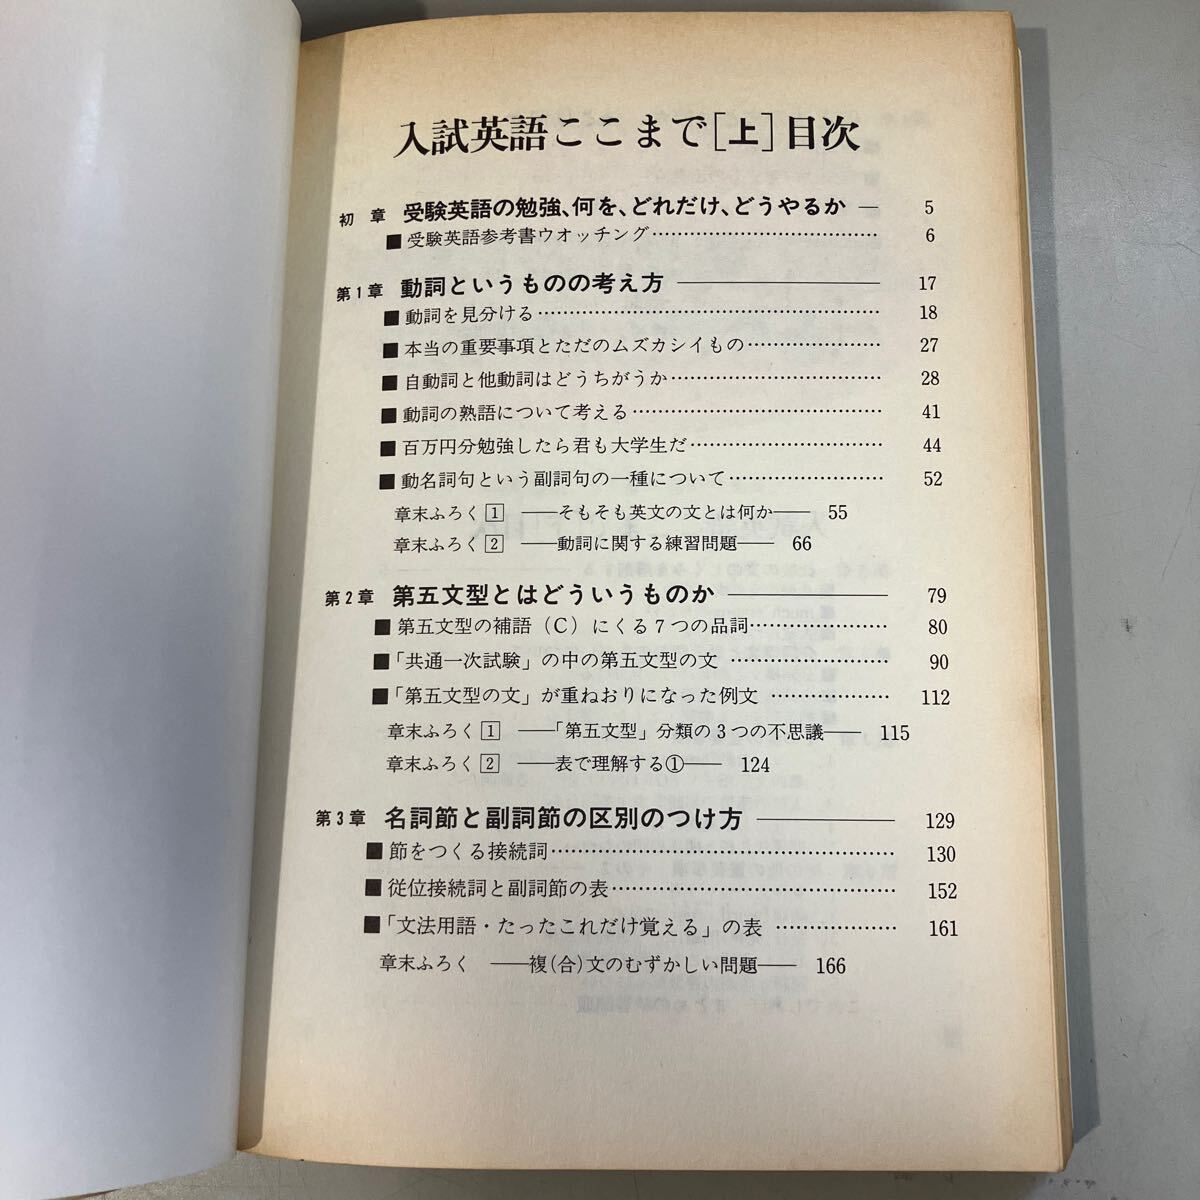 入試英語ここまで[上]目次
初 章 受験英語の勉強、何を、どれだけ、どうやるか ― 5
■受験英語参考書ウオッチング………………………………… 6
第1章 動詞というものの考え方 ――――――― 17
■動詞を見分ける……………………………………………… 18
■本当の重要事項とただのムズカシイもの………………… 27
■自動詞と他動詞はどうちがうか…………………………… 28
■動詞の熟語について考える………………………………… 41
■百万円分勉強したら君も大学生だ………………………… 44
■動名詞句という副詞句の一種について…………………… 52
章末ふろく1 ――そもそも英文の文とは何か―― 55
章末ふろく2 ――動詞に関する練習問題―― 66
第2章 第五文型とはどういうものか ――――― 79
■第五文型の補語(C)にくる7つの品詞………………… 80
■「共通一次試験」の中の第五文型の文 …………………… 90
■「第五文型の文」が重ねおりになった例文 ……………… 112
章末ふろく1 ――「第五文型」分類の3つの不思議―― 115
章末ふろく2 ――表で理解する①―― 124
第3章 名詞節と副詞節の区別のつけ方 ――――― 129
■節をつくる接続詞…………………………………………… 130
■従位接続詞と副詞節の表…………………………………… 152
■「文法用語・たったこれだけ覚える」の表 ……………… 161
章末ふろく ――複(合)文のむずかしい問題―― 166